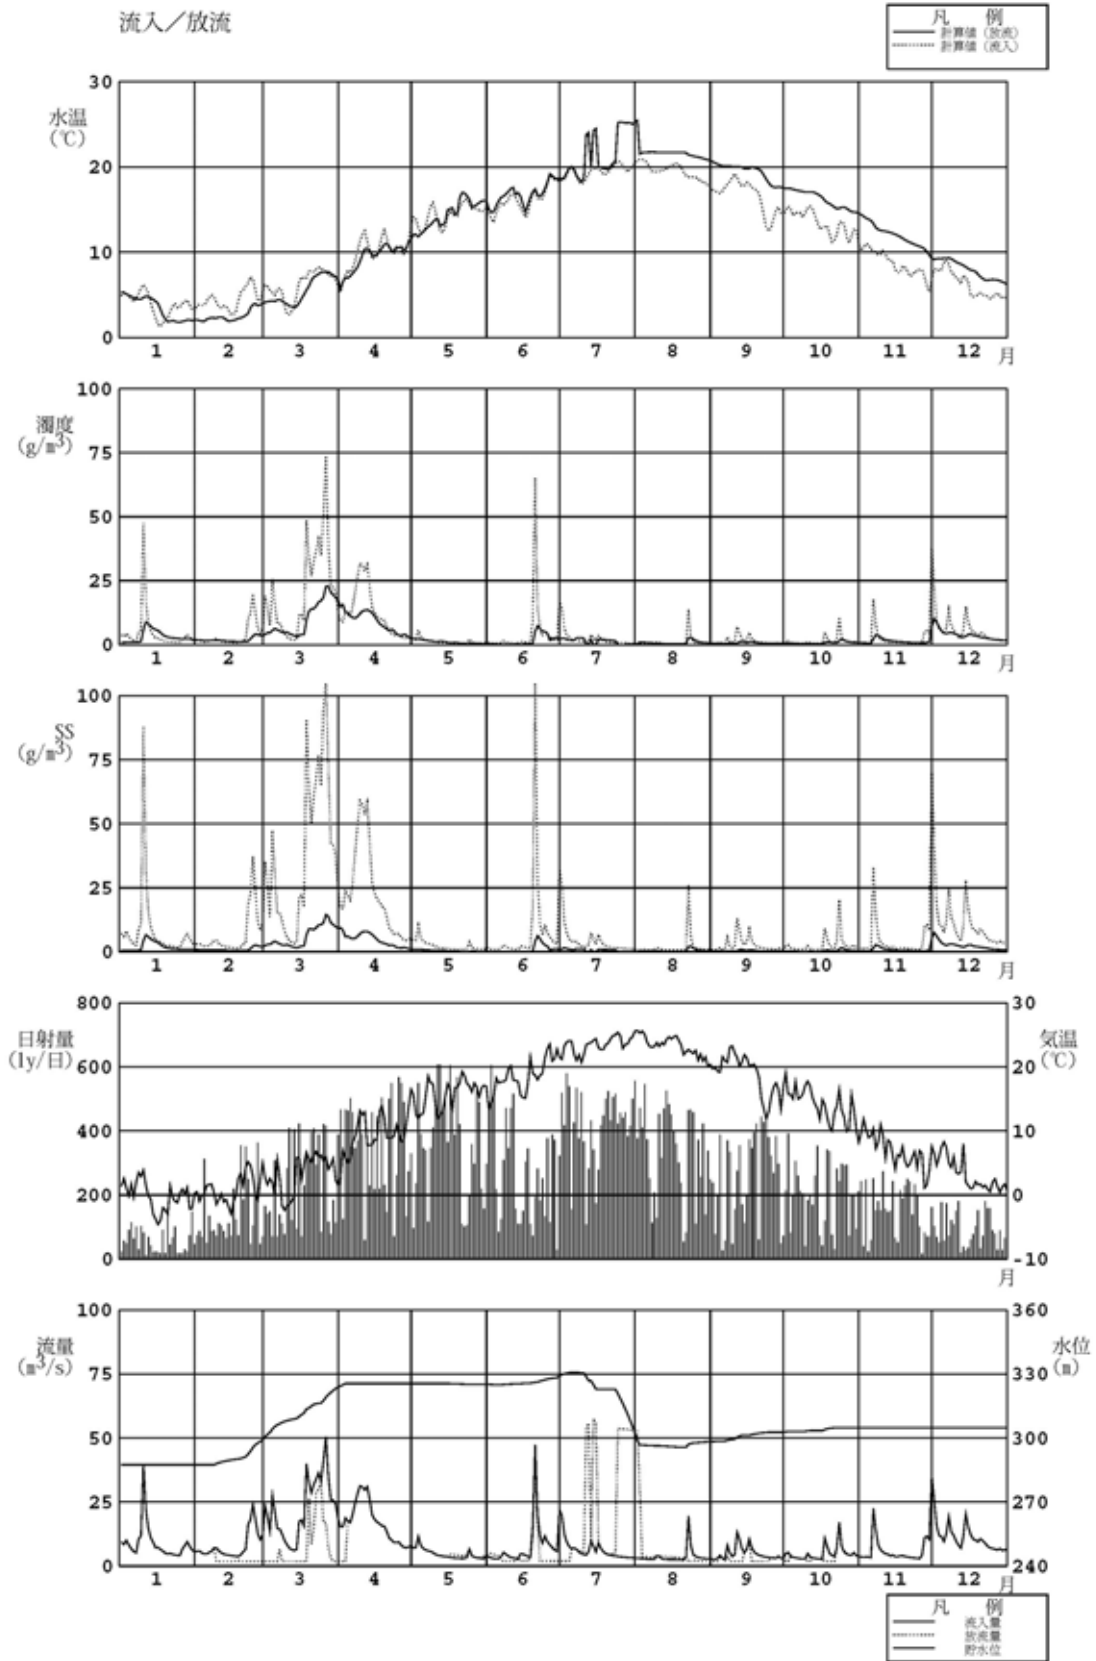 流入／放流
凡 例
計算値 (放流)
計算値 (流入)
水温
(℃)
30
20
10
0
1 2 3 4 5 6 7 8 9 10 11 12 月
濁度
(g/m³)
100
75
50
25
0
1 2 3 4 5 6 7 8 9 10 11 12 月
SS
(g/m³)
100
75
50
25
0
1 2 3 4 5 6 7 8 9 10 11 12 月
日射量
(ly/日)
800
600
400
200
0
気温
(℃)
30
20
10
0
-10
月
流量
(m³/s)
100
75
50
25
0
水位
(m)
360
330
300
270
240
1 2 3 4 5 6 7 8 9 10 11 12 月
凡 例
流入量
放流量
貯水位